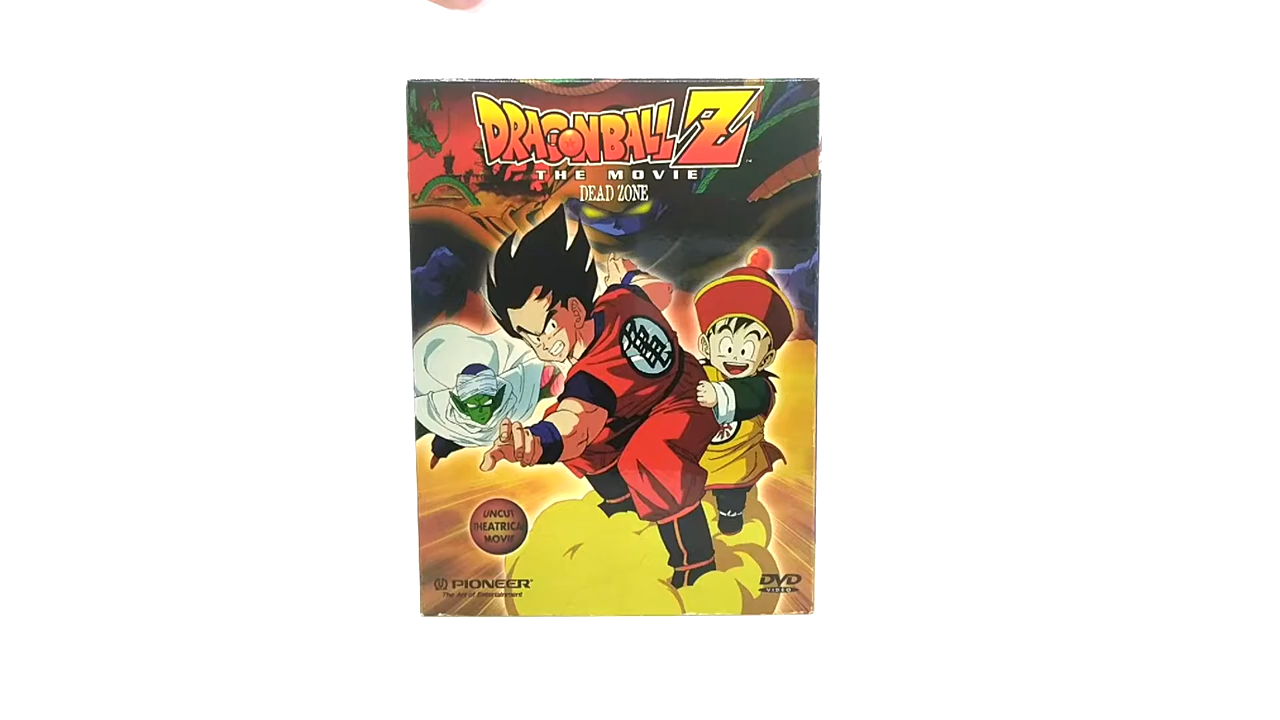 DRAGONBALL Z
THE MOVIE
DEAD ZONE
UNCUT
THEATRICAL
MOVIE
PIONEER
The Art of Entertainment
DVD
VIDEO